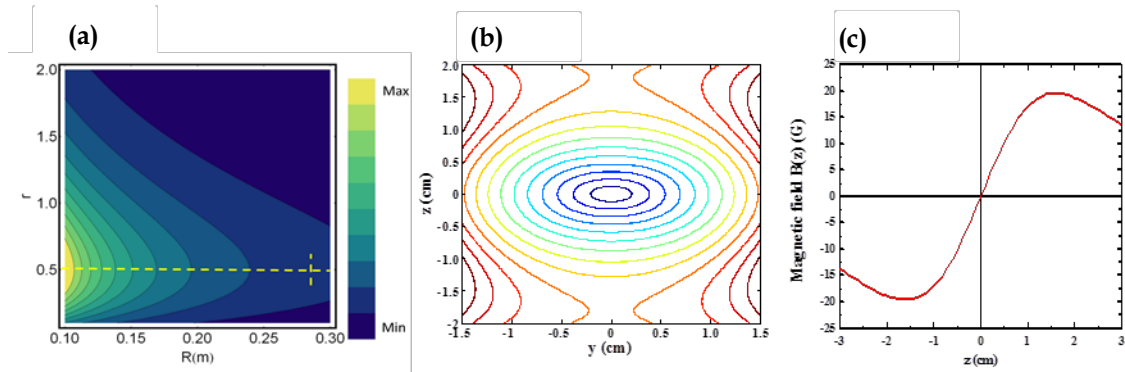 (a)
2.0
1.5
1.0
0.5
r
0.10 0.15 0.20 0.25 0.30
R(m)
Max
Min
(b)
2.0
1.5
1.0
0.5
0
-0.5
-1.0
-1.5
-2
z (cm)
-1.5 -1 -0.5 0 0.5 1.0 1.5
y (cm)
(c)
25
20
15
10
5
0
-5
-10
-15
-20
-25
Magnetic field B(z) (G)
-3 -2 -1 0 1 2 3
z (cm)